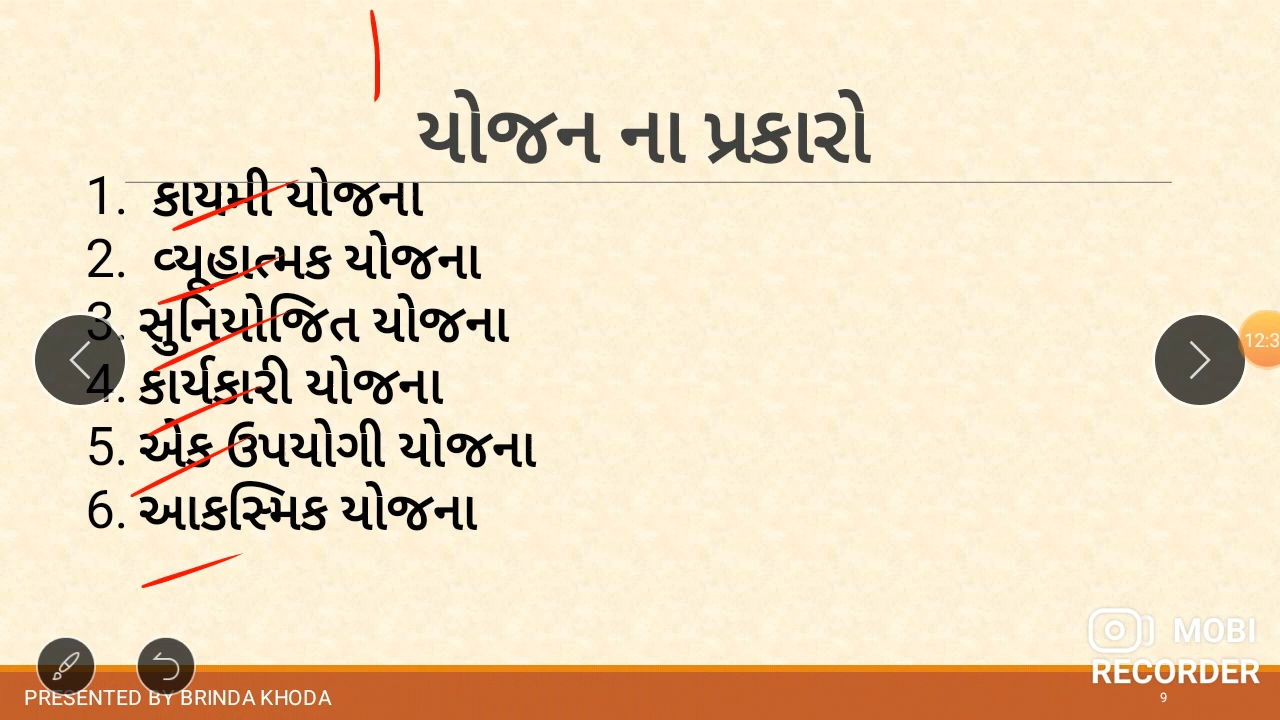 યોજન ના પ્રકારો
1. કાયમી યોજના
2. વ્યૂહાત્મક યોજના
3. સુનિયોજિત યોજના
4. કાર્યકારી યોજના
5. એક ઉપયોગી યોજના
6. આકસ્મિક યોજના
12:3
MOBI
RECORDER
PRESENTED BY BRINDA KHODA
9